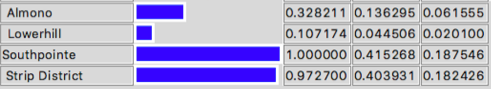 Almono 0.328211 0.136295 0.061555
Lowerhill 0.107174 0.044506 0.020100
Southpointe 1.000000 0.415268 0.187546
Strip District 0.972700 0.403931 0.182426